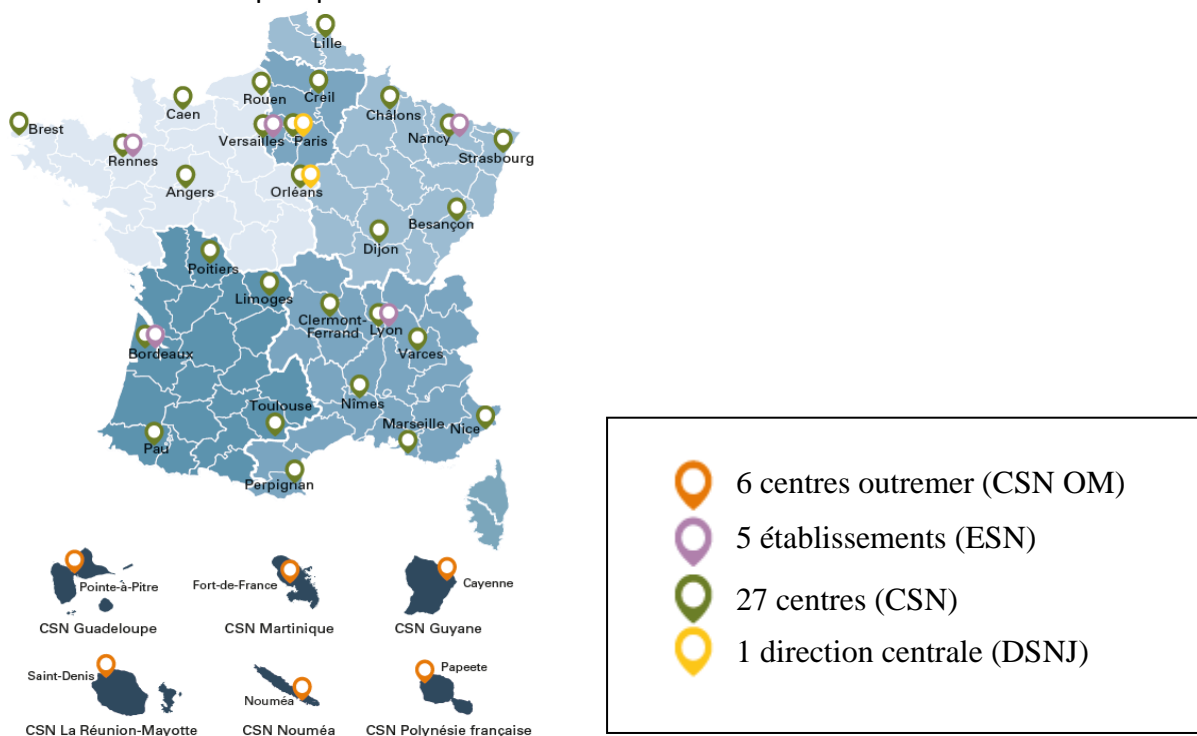 Lille
Rouen
Creil
Caen
Châlons
Brest
Versailles
Paris
Nancy
Rennes
Strasbourg
Angers
Orléans
Besançon
Dijon
Poitiers
Limoges
Clermont-
Ferrand
Lyon
Bordeaux
Varces
Nîmes
Toulouse
Marseille
Nice
Pau
Perpignan
Pointe-à-Pitre
Fort-de-France
Cayenne
CSN Guadeloupe
CSN Martinique
CSN Guyane
Saint-Denis
Nouméa
Papeete
CSN La Réunion-Mayotte
CSN Nouméa
CSN Polynésie française
6 centres outremer (CSN OM)
5 établissements (ESN)
27 centres (CSN)
1 direction centrale (DSNJ)